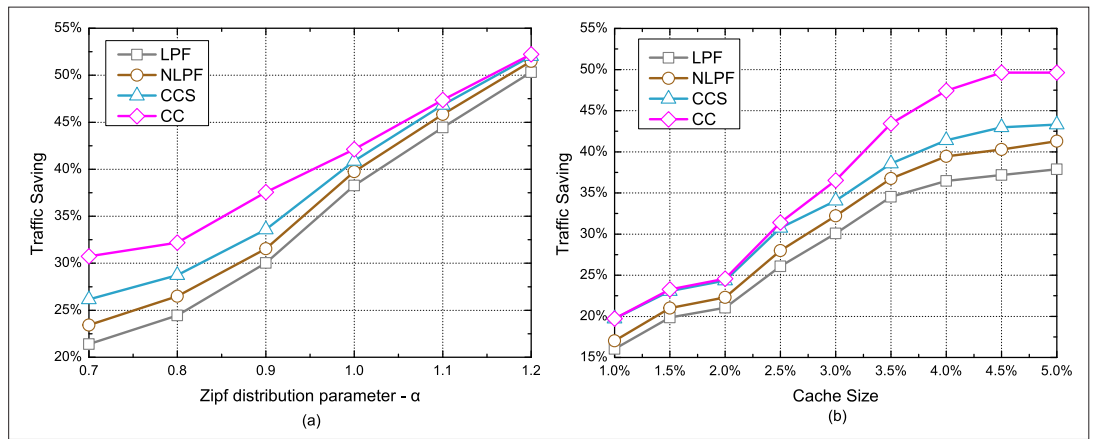 55%
50%
45%
40%
35%
30%
25%
20%
Traffic Saving
LPF
NLPF
CCS
CC
0.7
0.8
0.9
1.0
1.1
1.2
Zipf distribution parameter - α
(a)
55%
50%
45%
40%
35%
30%
25%
20%
15%
Traffic Saving
LPF
NLPF
CCS
CC
1.0%
1.5%
2.0%
2.5%
3.0%
3.5%
4.0%
4.5%
5.0%
Cache Size
(b)